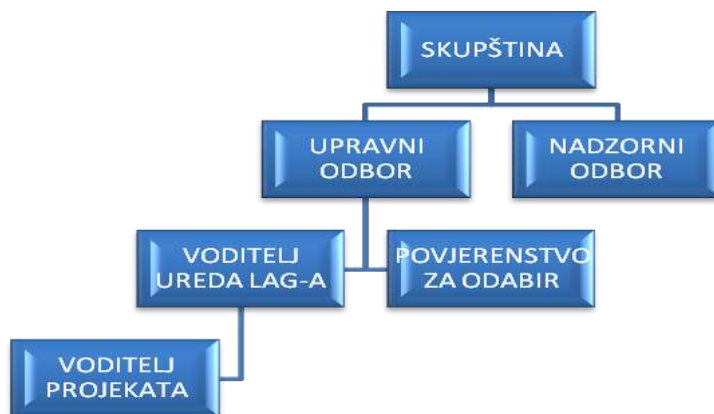 SKUPŠTINA
UPRAVNI
ODBOR
NADZORNI
ODBOR
VODITELJ
UREDA LAG-A
POVJERENSTVO
ZA ODABIR
VODITELJ
PROJEKATA